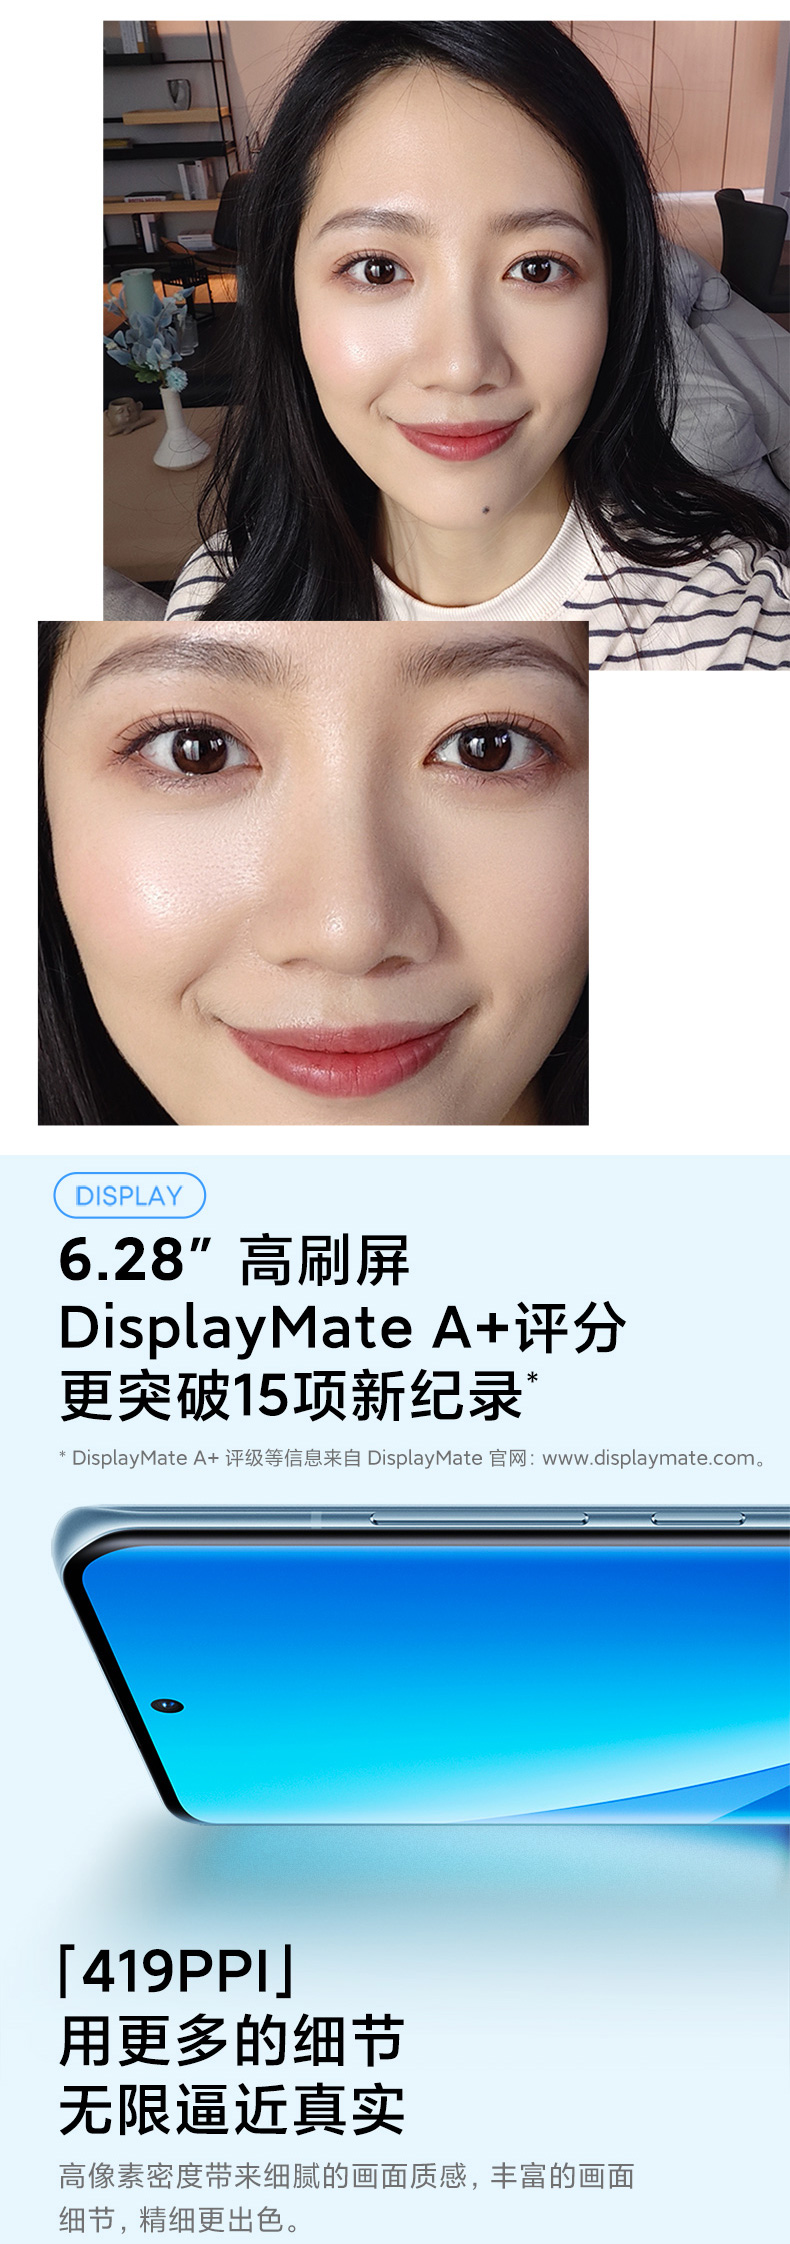 DISPLAY
6.28” 高刷屏
DisplayMate A+评分
更突破15项新纪录*
* DisplayMate A+ 评级等信息来自 DisplayMate 官网: www.displaymate.com。
「419PPI」
用更多的细节
无限逼近真实
高像素密度带来细腻的画面质感, 丰富的画面
细节, 精细更出色。